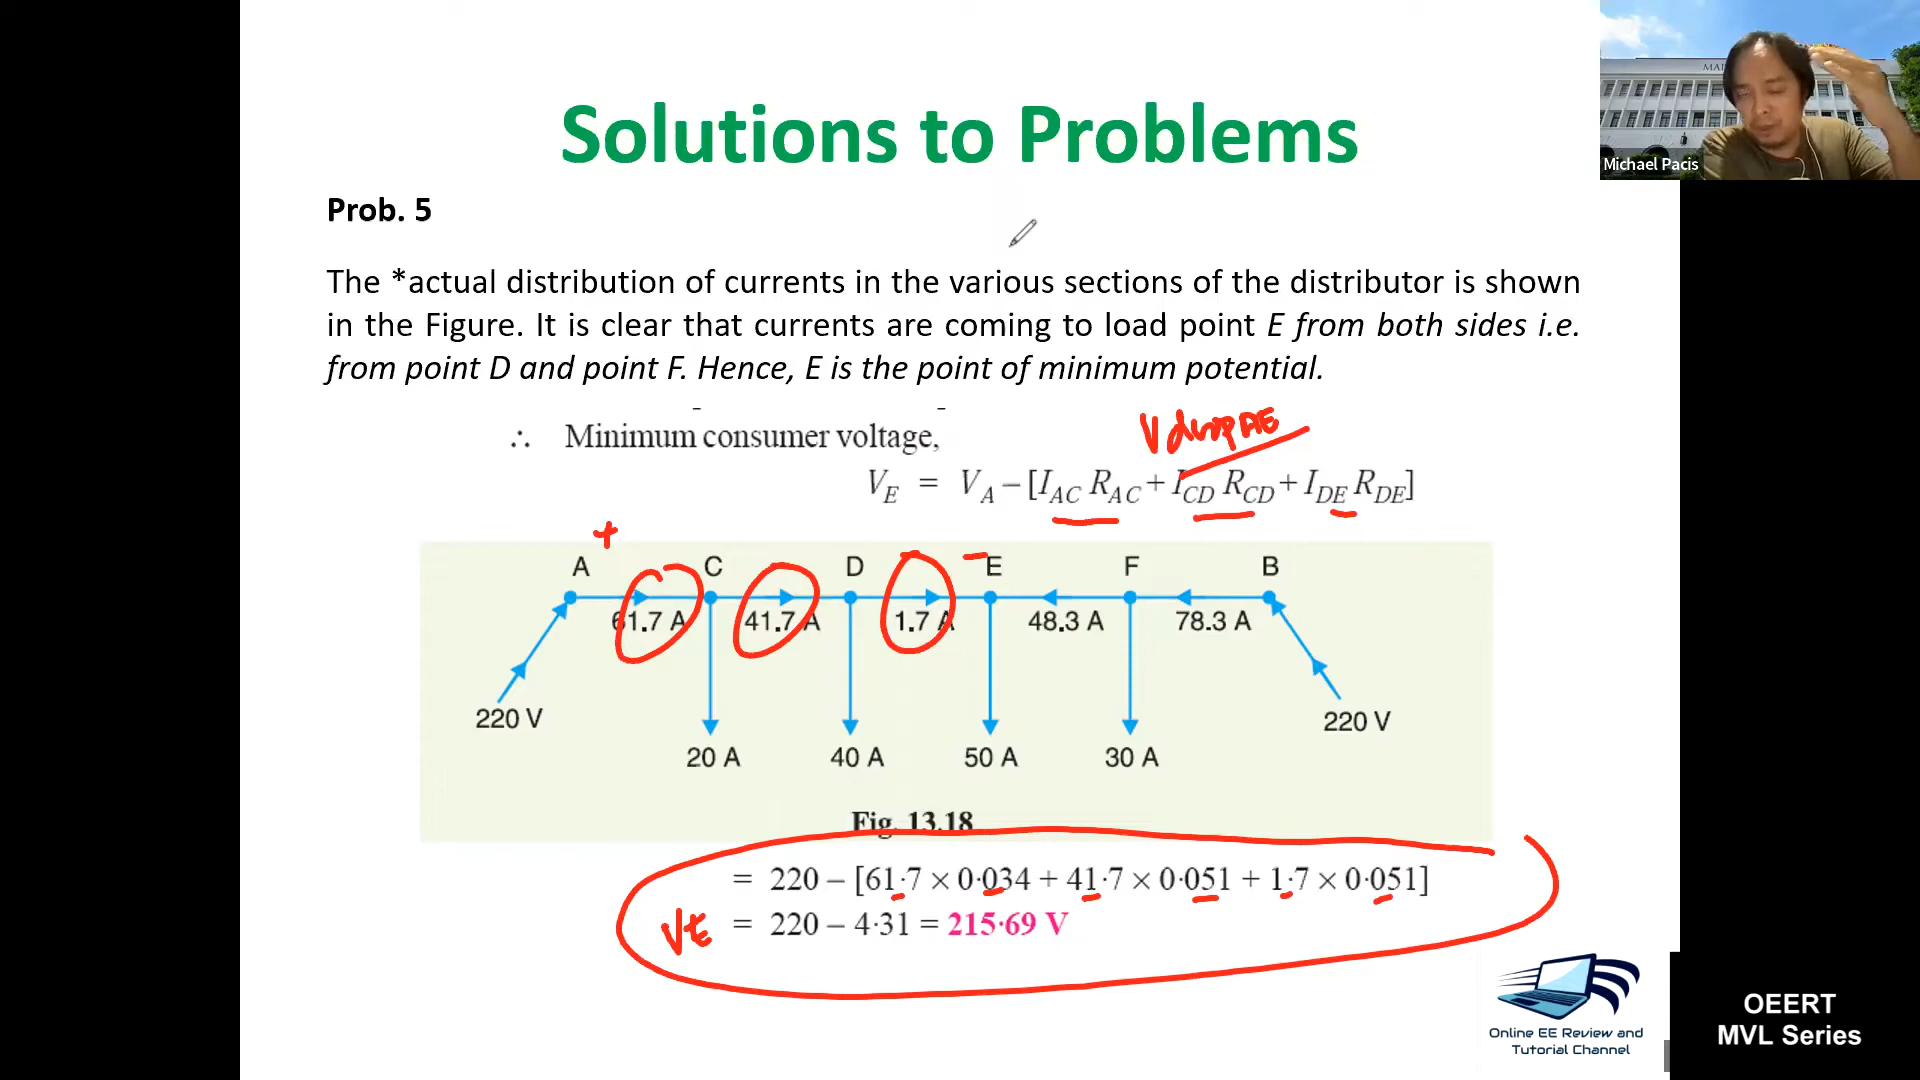 Solutions to Problems
MAI
Michael Pacis
Prob. 5
The *actual distribution of currents in the various sections of the distributor is shown
in the Figure. It is clear that currents are coming to load point E from both sides i.e.
from point D and point F. Hence, E is the point of minimum potential.
∴ Minimum consumer voltage,
Vdrop AE
V_E = V_A – [I_AC R_AC + I_CD R_CD + I_DE R_DE]
+ –
A C D E F B
61.7 A 41.7 A 1.7 A 48.3 A 78.3 A
220 V 220 V
20 A 40 A 50 A 30 A
Fig. 13.18
= 220 – [61·7 × 0·034 + 41·7 × 0·051 + 1·7 × 0·051]
VE = 220 – 4·31 = 215·69 V
Online EE Review and
Tutorial Channel
OEERT
MVL Series